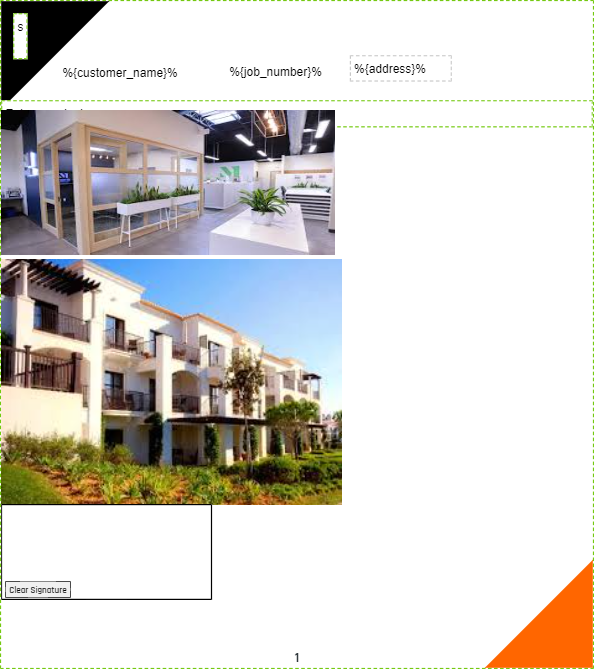 s
%{customer_name}%
%{job_number}%
%{address}%
Clear Signature
1